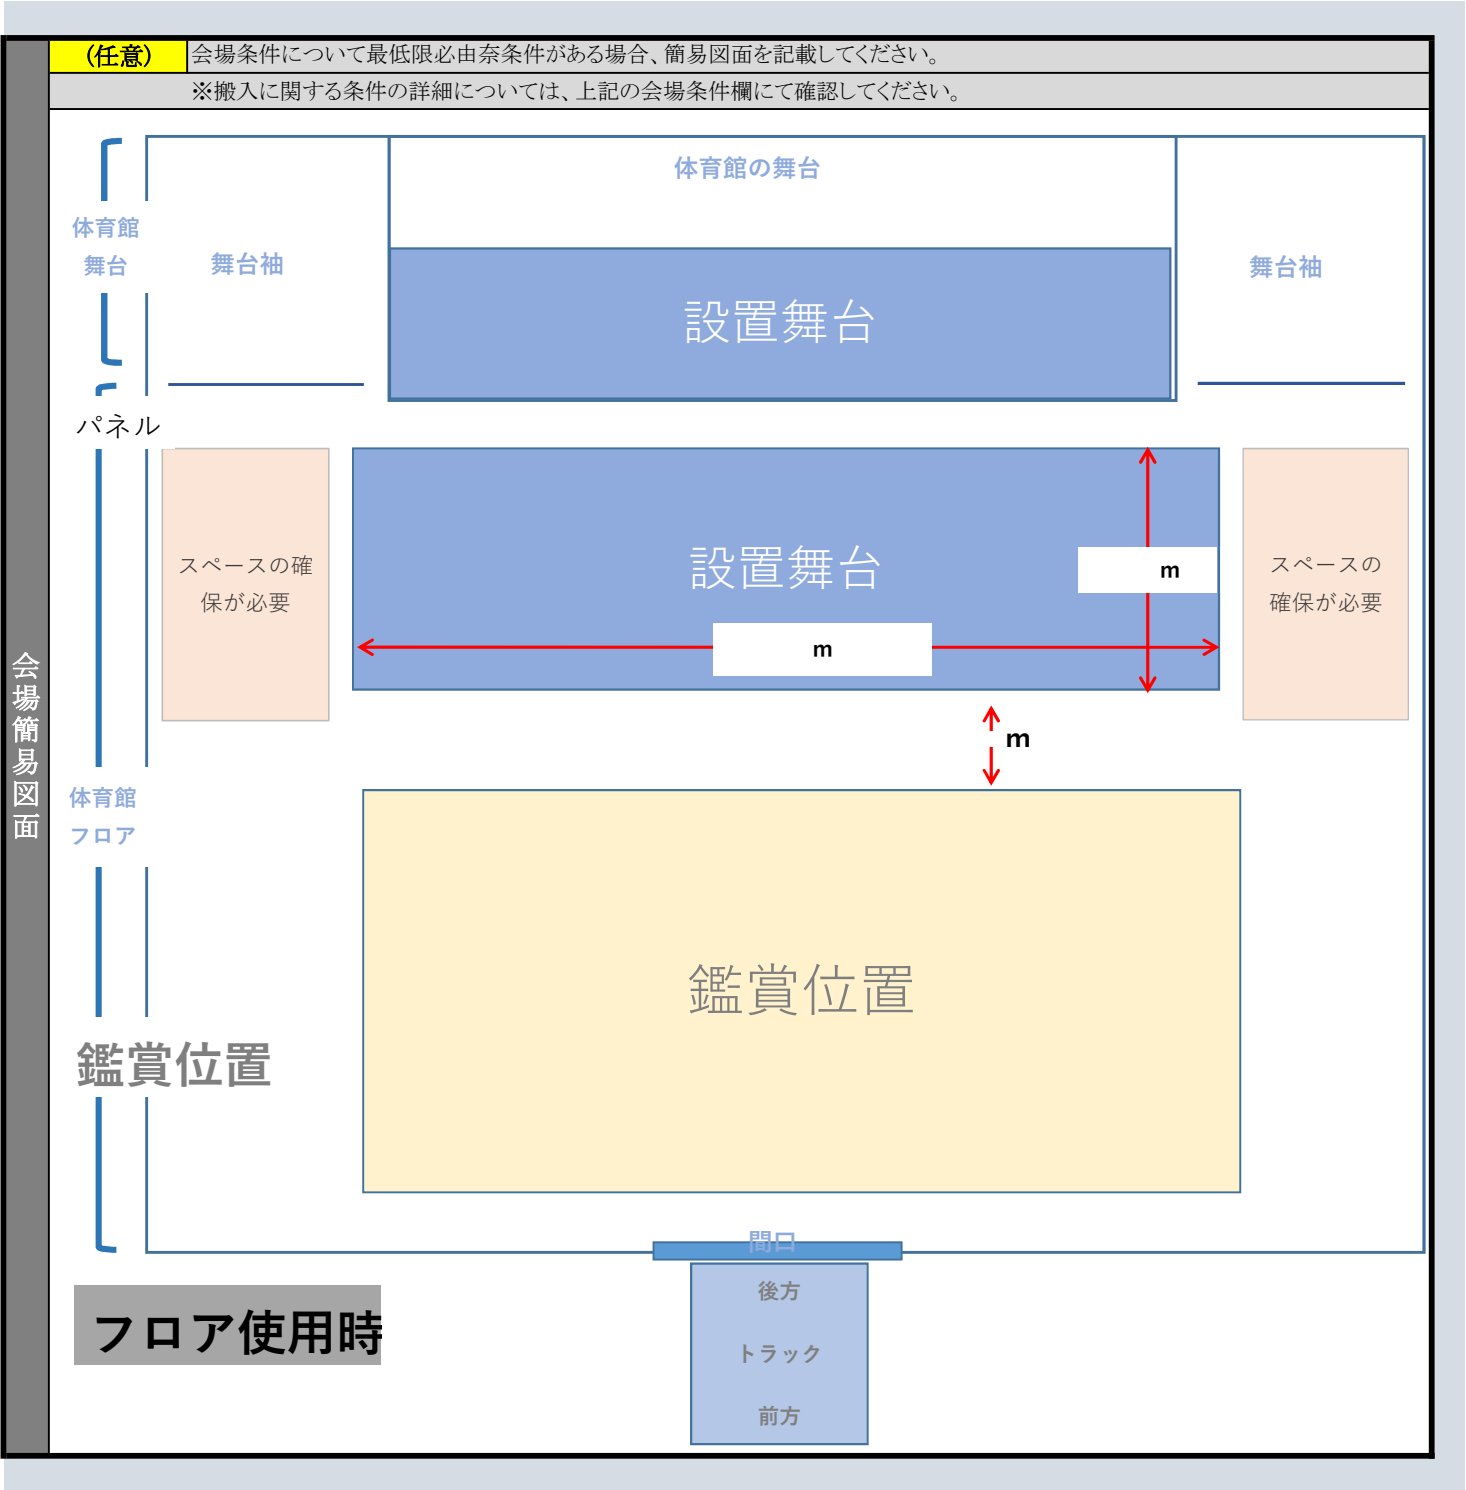 (任意)
会場条件について最低限必由奈条件がある場合、簡易図面を記載してください。
※搬入に関する条件の詳細については、上記の会場条件欄にて確認してください。
会場簡易図面
体育館の舞台
体育館
舞台
舞台袖
舞台袖
設置舞台
パネル
スペースの確
保が必要
設置舞台
m
m
スペースの
確保が必要
m
体育館
フロア
鑑賞位置
鑑賞位置
間口
後方
トラック
前方
フロア使用時